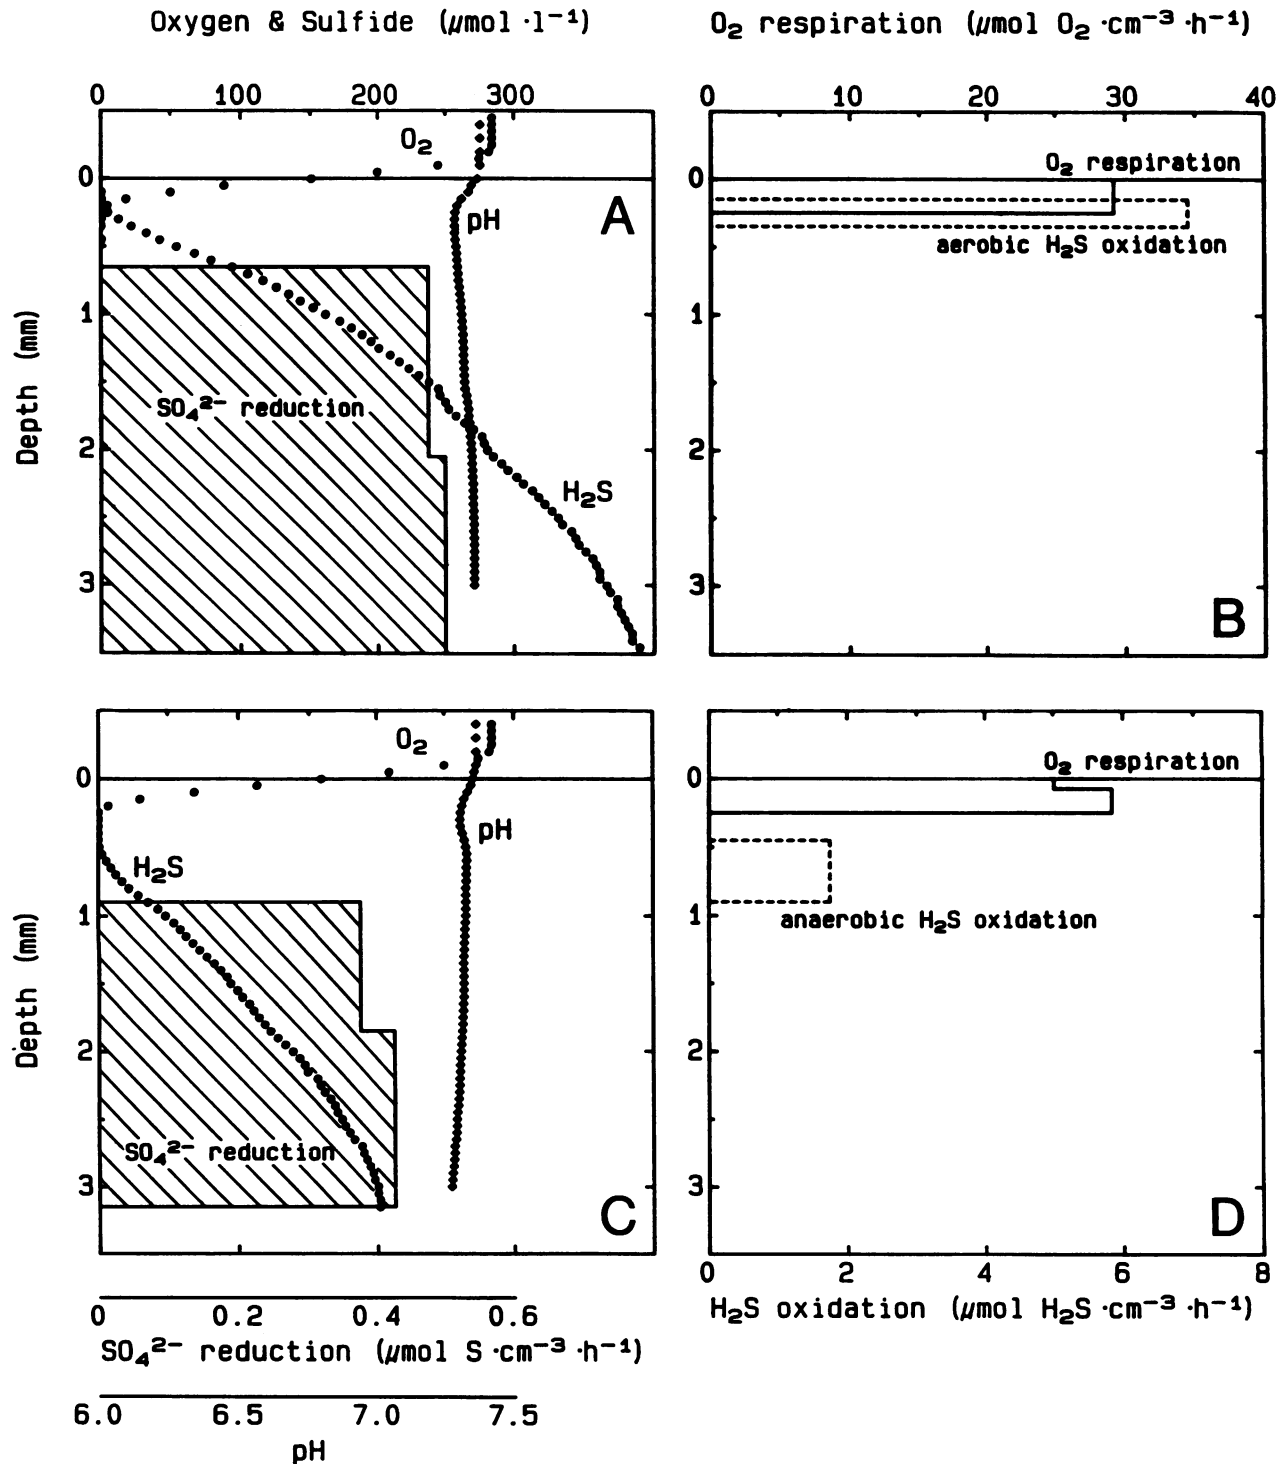 Oxygen & Sulfide (µmol·l⁻¹)
O₂ respiration (µmol O₂·cm⁻³·h⁻¹)
0 100 200 300
0 10 20 30 40
O₂
O₂ respiration
0
0
A
pH
aerobic H₂S oxidation
1
1
Depth (mm)
SO₄²⁻ reduction
2
2
H₂S
3
3
B
O₂
O₂ respiration
0
0
pH
H₂S
1
1
anaerobic H₂S oxidation
Depth (mm)
2
2
SO₄²⁻ reduction
3
3
C
D
0 2 4 6 8
H₂S oxidation (µmol H₂S·cm⁻³·h⁻¹)
0 0.2 0.4 0.6
SO₄²⁻ reduction (µmol S·cm⁻³·h⁻¹)
6.0 6.5 7.0 7.5
pH